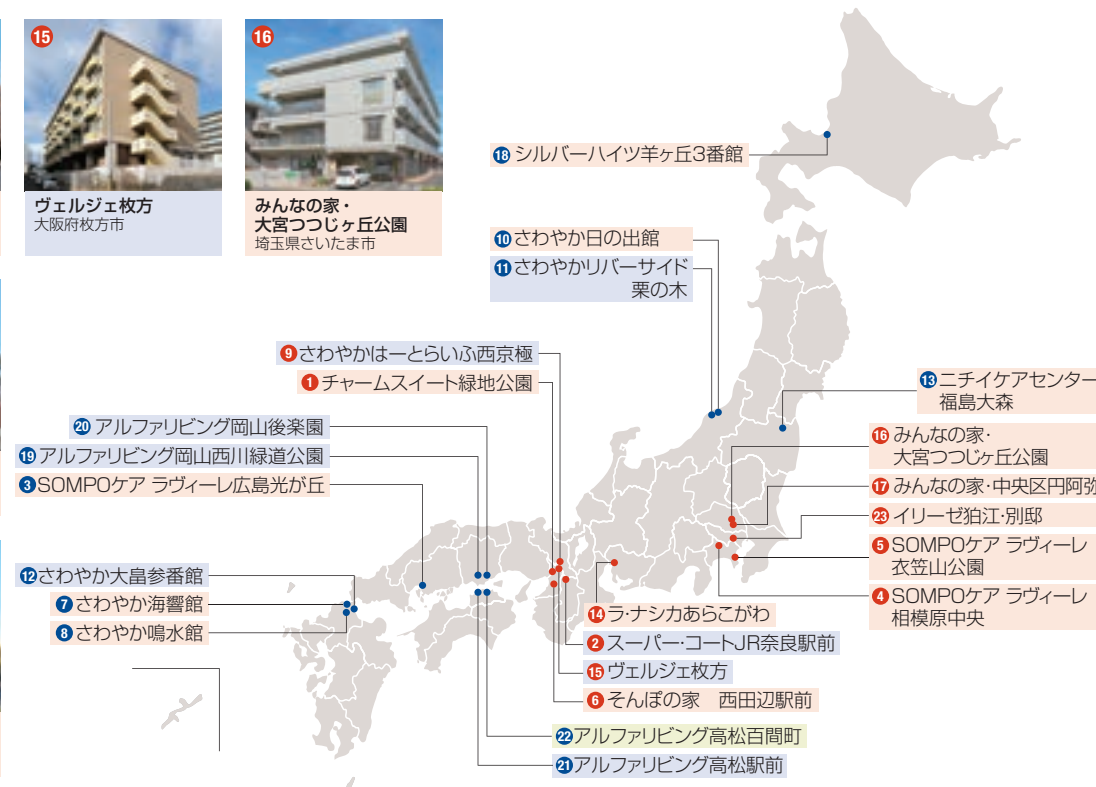 15
ヴェルジェ枚方
大阪府枚方市
16
みんなの家・
大宮つつじヶ丘公園
埼玉県さいたま市
18 シルバーハイツ羊ヶ丘3番館
10 さわやか日の出館
11 さわやかリバーサイド
栗の木
9 さわやかはーとらいふ西京極
1 チャームスイート緑地公園
20 アルファリビング岡山後楽園
19 アルファリビング岡山西川緑道公園
3 SOMPOケア ラヴィーレ広島光が丘
12 さわやか大畠参番館
7 さわやか海響館
8 さわやか鳴水館
13 ニチイケアセンター
福島大森
16 みんなの家・
大宮つつじヶ丘公園
17 みんなの家・中央区円阿弥
23 イリーゼ狛江・別邸
5 SOMPOケア ラヴィーレ
衣笠山公園
4 SOMPOケア ラヴィーレ
相模原中央
14 ラ・ナシカあらこがわ
2 スーパー・コートJR奈良駅前
15 ヴェルジェ枚方
6 そんぽの家 西田辺駅前
22 アルファリビング高松百間町
21 アルファリビング高松駅前